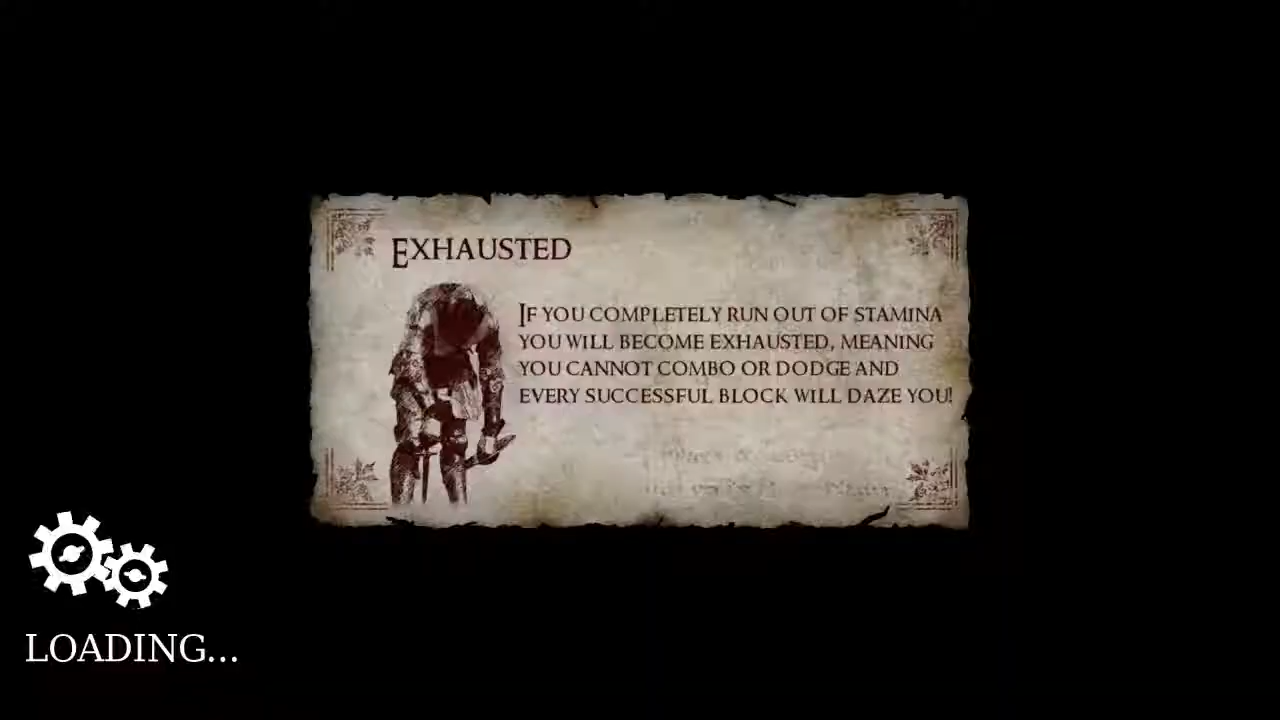 EXHAUSTED
IF YOU COMPLETELY RUN OUT OF STAMINA
YOU WILL BECOME EXHAUSTED, MEANING
YOU CANNOT COMBO OR DODGE AND
EVERY SUCCESSFUL BLOCK WILL DAZE YOU!
LOADING...